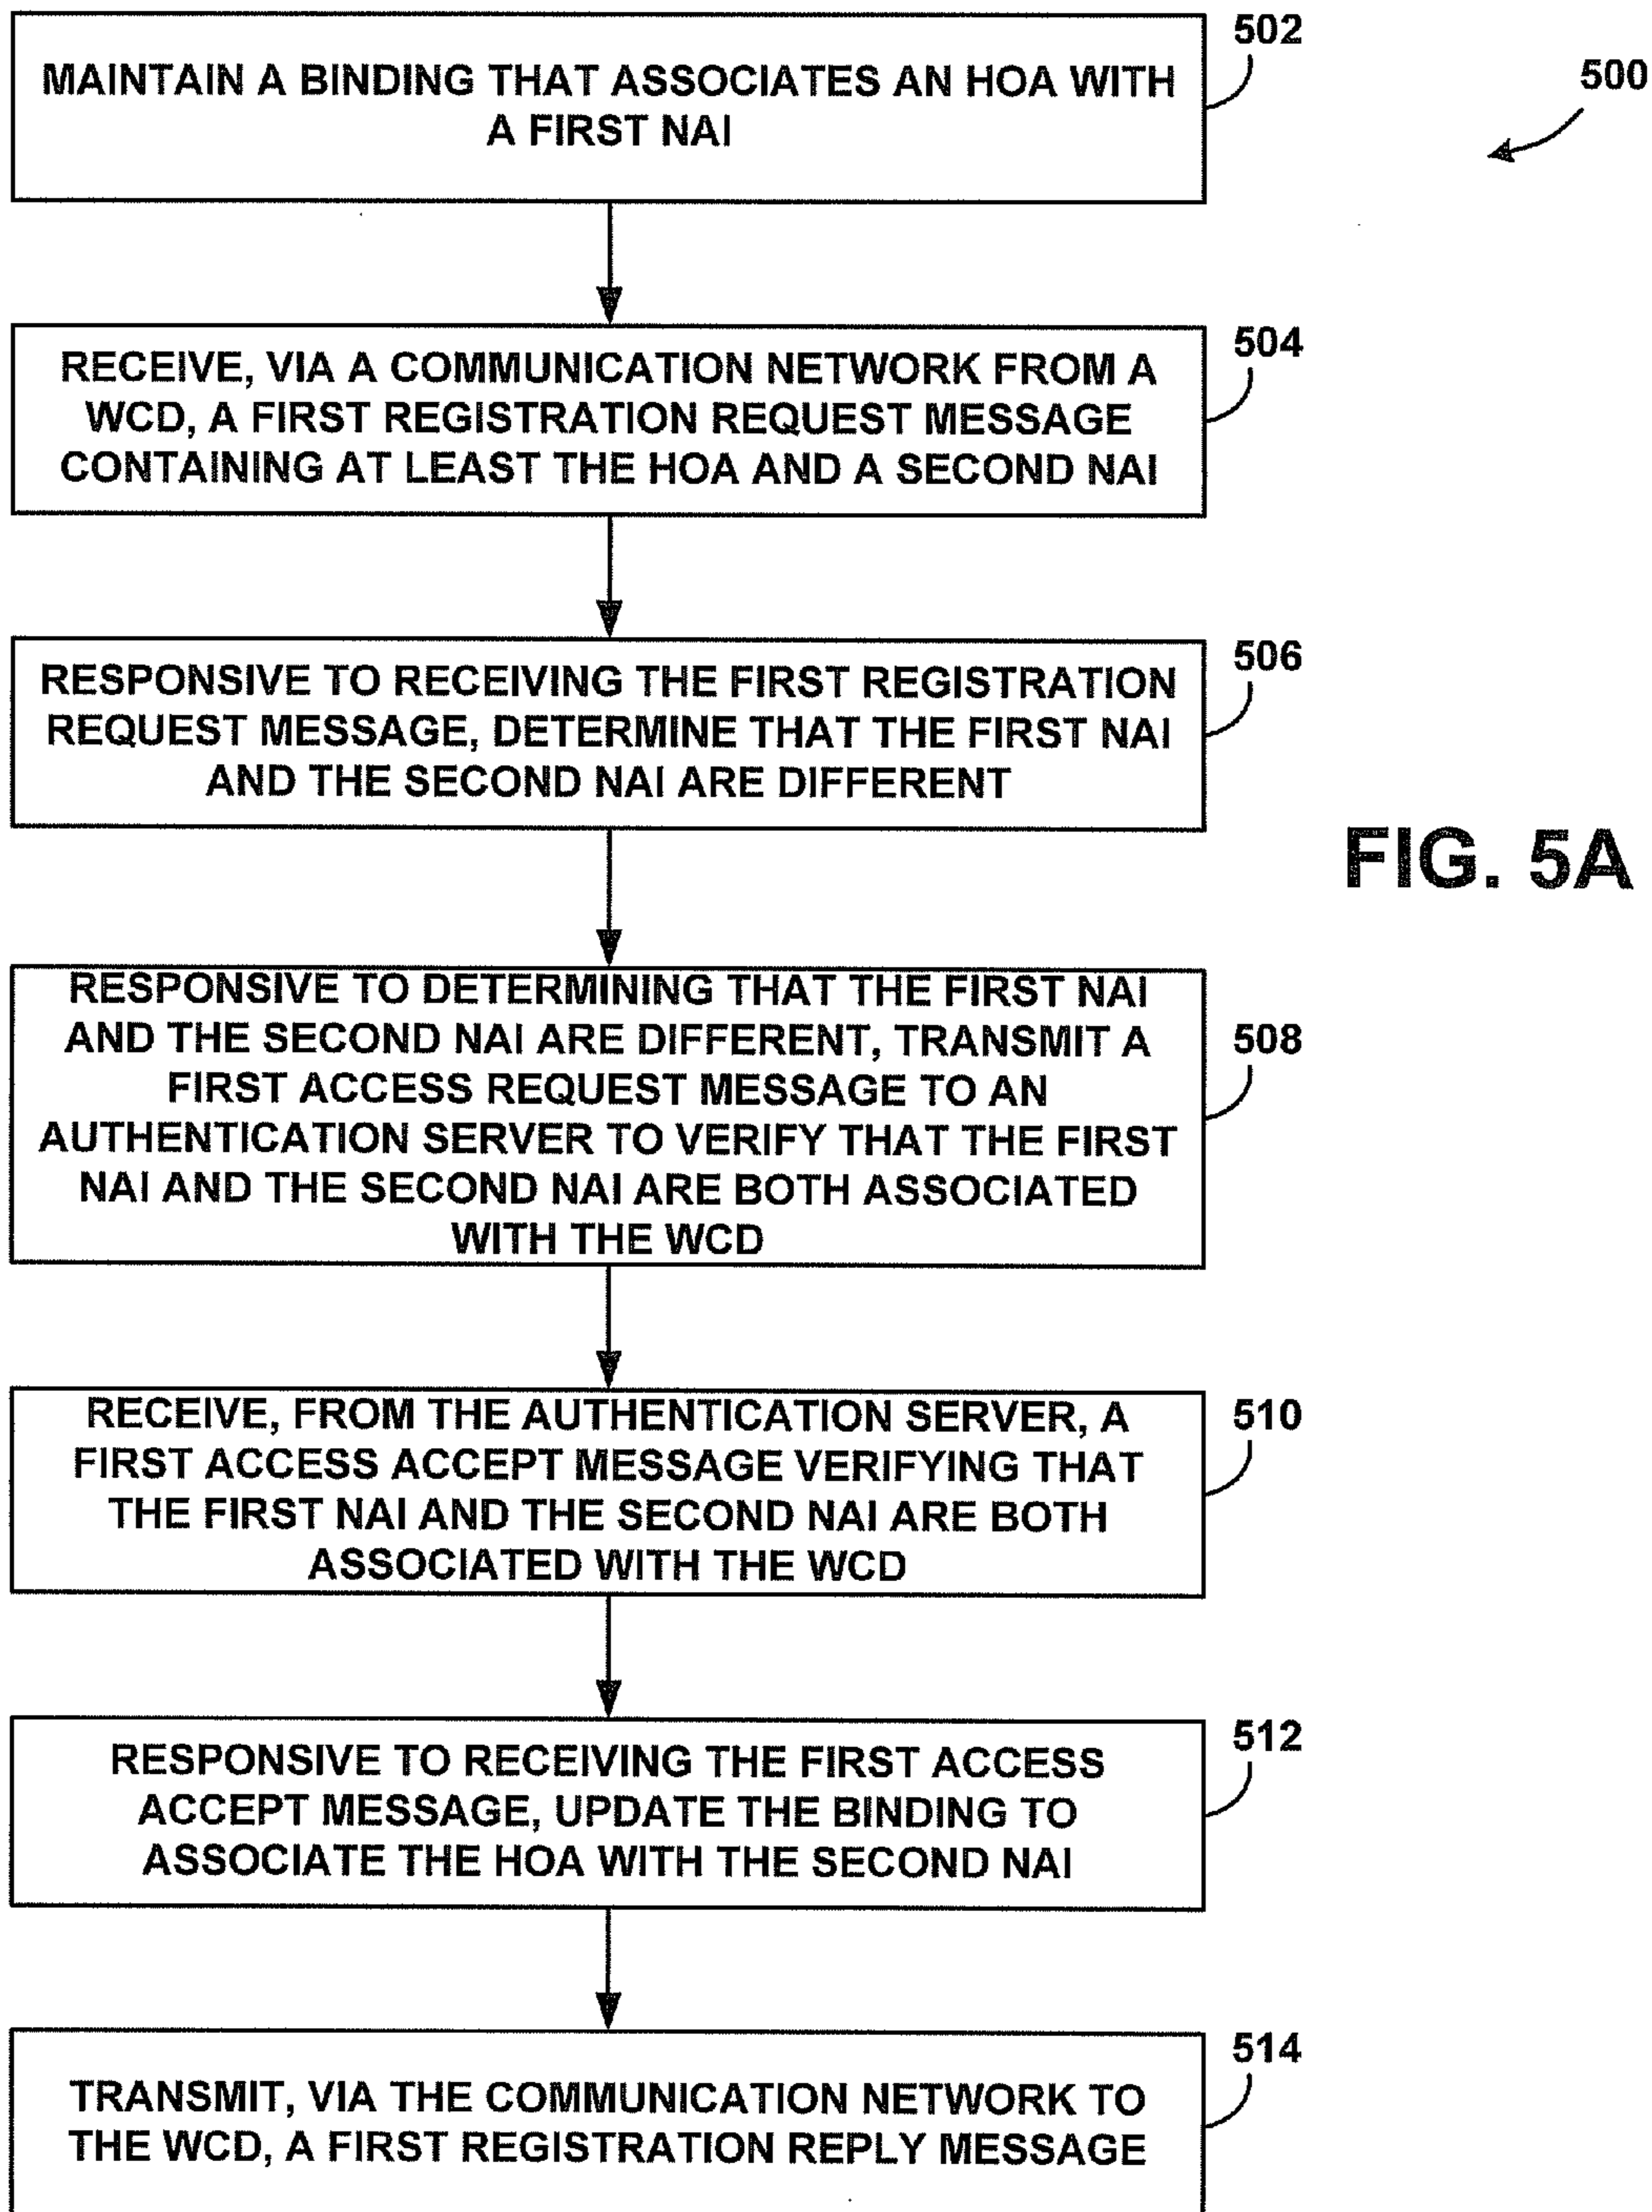 502
500
MAINTAIN A BINDING THAT ASSOCIATES AN HOA WITH
A FIRST NAI
504
RECEIVE, VIA A COMMUNICATION NETWORK FROM A
WCD, A FIRST REGISTRATION REQUEST MESSAGE
CONTAINING AT LEAST THE HOA AND A SECOND NAI
506
RESPONSIVE TO RECEIVING THE FIRST REGISTRATION
REQUEST MESSAGE, DETERMINE THAT THE FIRST NAI
AND THE SECOND NAI ARE DIFFERENT
FIG. 5A
508
RESPONSIVE TO DETERMINING THAT THE FIRST NAI
AND THE SECOND NAI ARE DIFFERENT, TRANSMIT A
FIRST ACCESS REQUEST MESSAGE TO AN
AUTHENTICATION SERVER TO VERIFY THAT THE FIRST
NAI AND THE SECOND NAI ARE BOTH ASSOCIATED
WITH THE WCD
510
RECEIVE, FROM THE AUTHENTICATION SERVER, A
FIRST ACCESS ACCEPT MESSAGE VERIFYING THAT
THE FIRST NAI AND THE SECOND NAI ARE BOTH
ASSOCIATED WITH THE WCD
512
RESPONSIVE TO RECEIVING THE FIRST ACCESS
ACCEPT MESSAGE, UPDATE THE BINDING TO
ASSOCIATE THE HOA WITH THE SECOND NAI
514
TRANSMIT, VIA THE COMMUNICATION NETWORK TO
THE WCD, A FIRST REGISTRATION REPLY MESSAGE